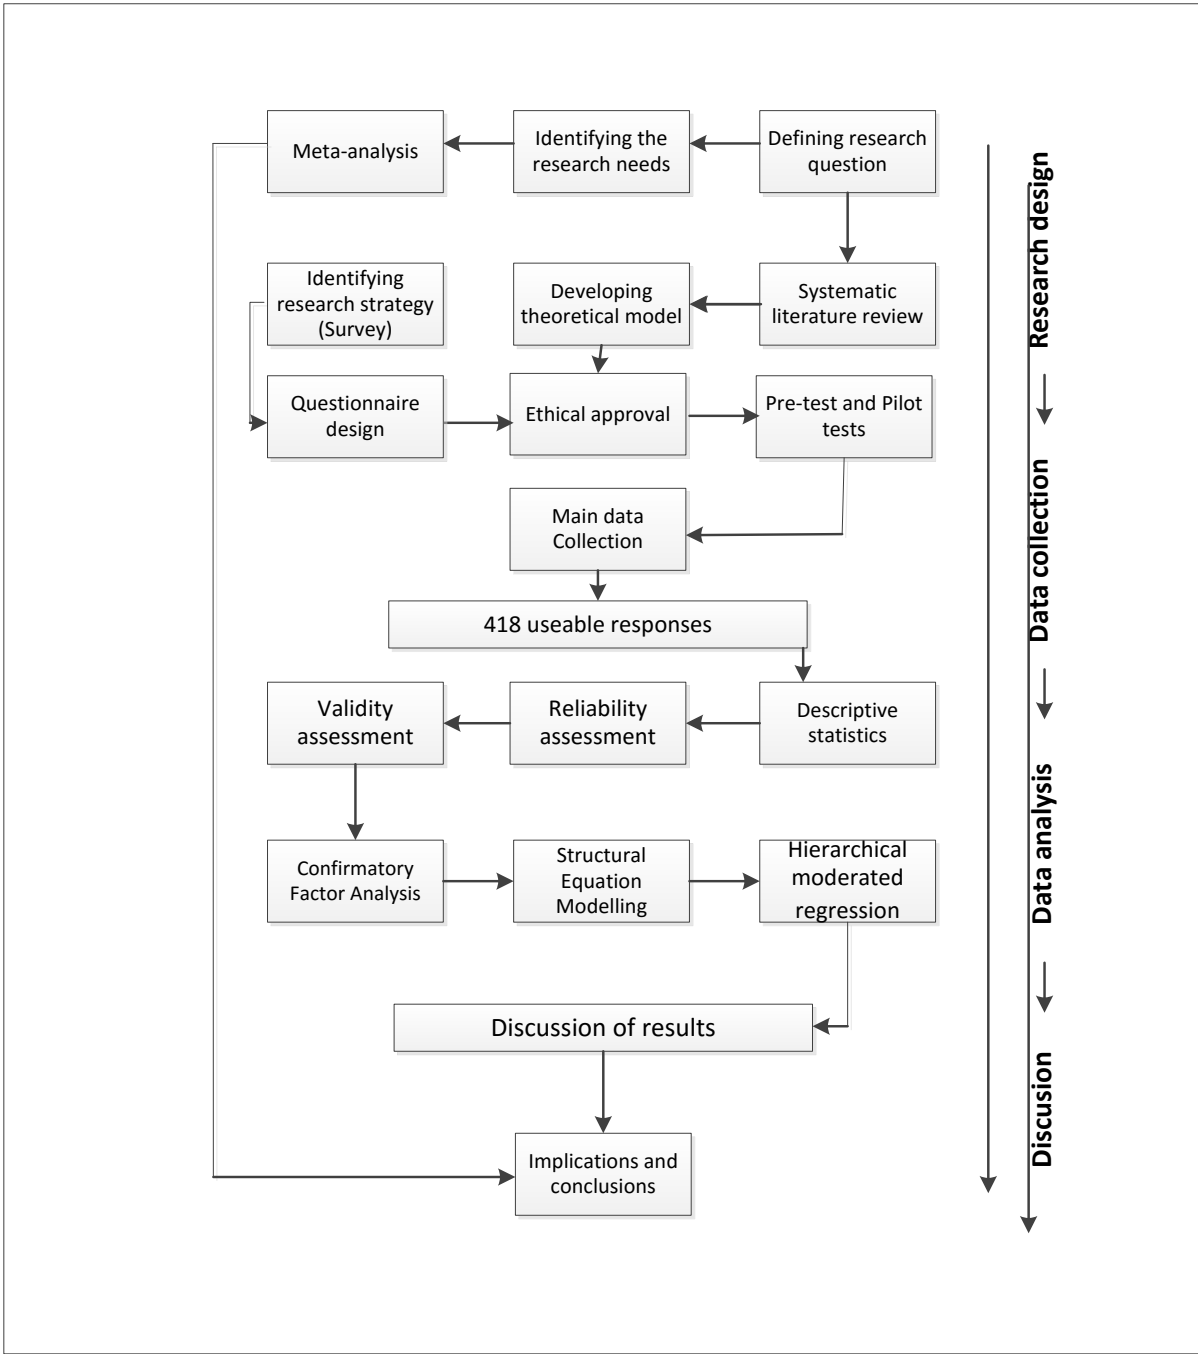 Meta-analysis
Identifying the
research needs
Defining research
question
Identifying
research strategy
(Survey)
Developing
theoretical model
Systematic
literature review
Questionnaire
design
Ethical approval
Pre-test and Pilot
tests
Main data
Collection
418 useable responses
Validity
assessment
Reliability
assessment
Descriptive
statistics
Confirmatory
Factor Analysis
Structural
Equation
Modelling
Hierarchical
moderated
regression
Discussion of results
Implications and
conclusions
Research design
Data collection
Data analysis
Discusion